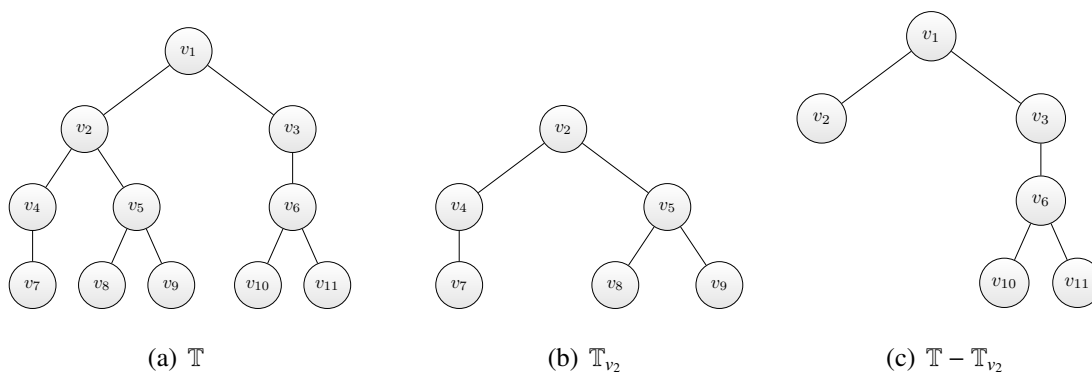 v₁
v₂ v₃
v₄ v₅ v₆
v₇ v₈ v₉ v₁₀ v₁₁
(a) 𝕋
v₂
v₄ v₅
v₇ v₈ v₉
(b) 𝕋ᵥ₂
v₁
v₂ v₃
v₆
v₁₀ v₁₁
(c) 𝕋 − 𝕋ᵥ₂